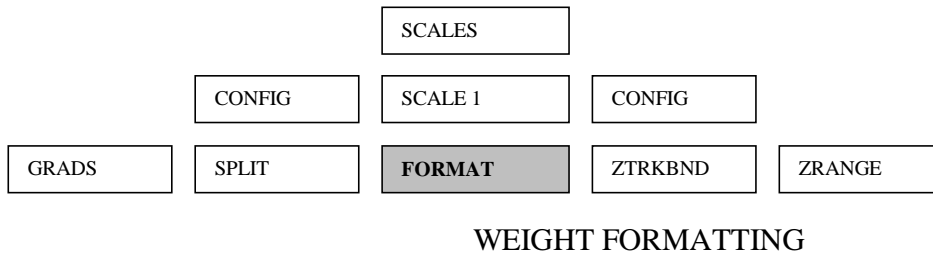 SCALES
CONFIG SCALE 1 CONFIG
GRADS SPLIT FORMAT ZTRKBND ZRANGE
WEIGHT FORMATTING